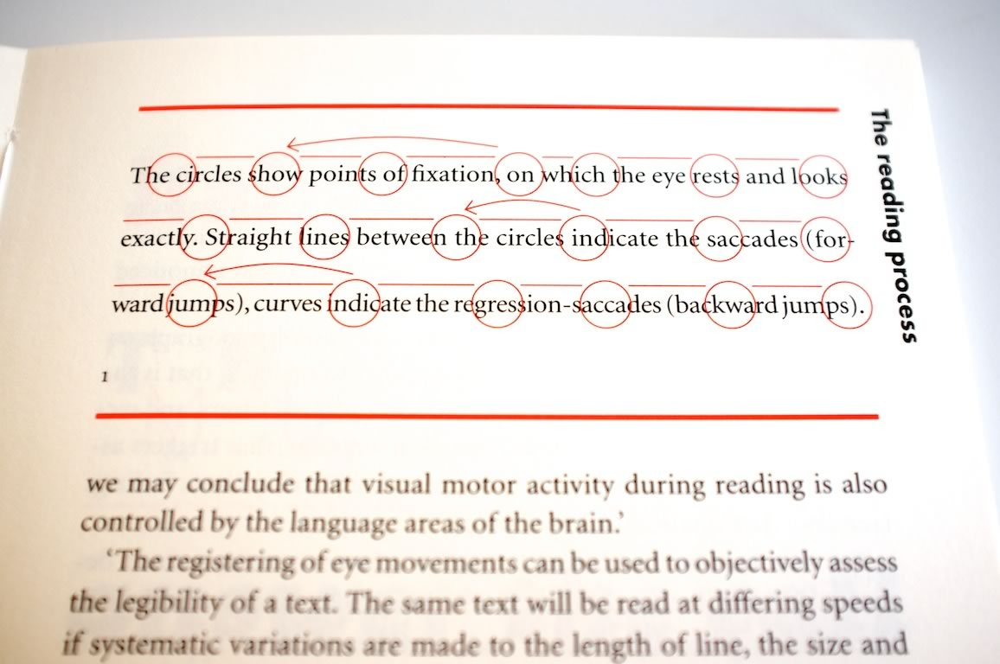 The reading process
The circles show points of fixation, on which the eye rests and looks
exactly. Straight lines between the circles indicate the saccades (for-
ward jumps), curves indicate the regression-saccades (backward jumps).
1
we may conclude that visual motor activity during reading is also
controlled by the language areas of the brain.’
‘The registering of eye movements can be used to objectively assess
the legibility of a text. The same text will be read at differing speeds
if systematic variations are made to the length of line, the size and